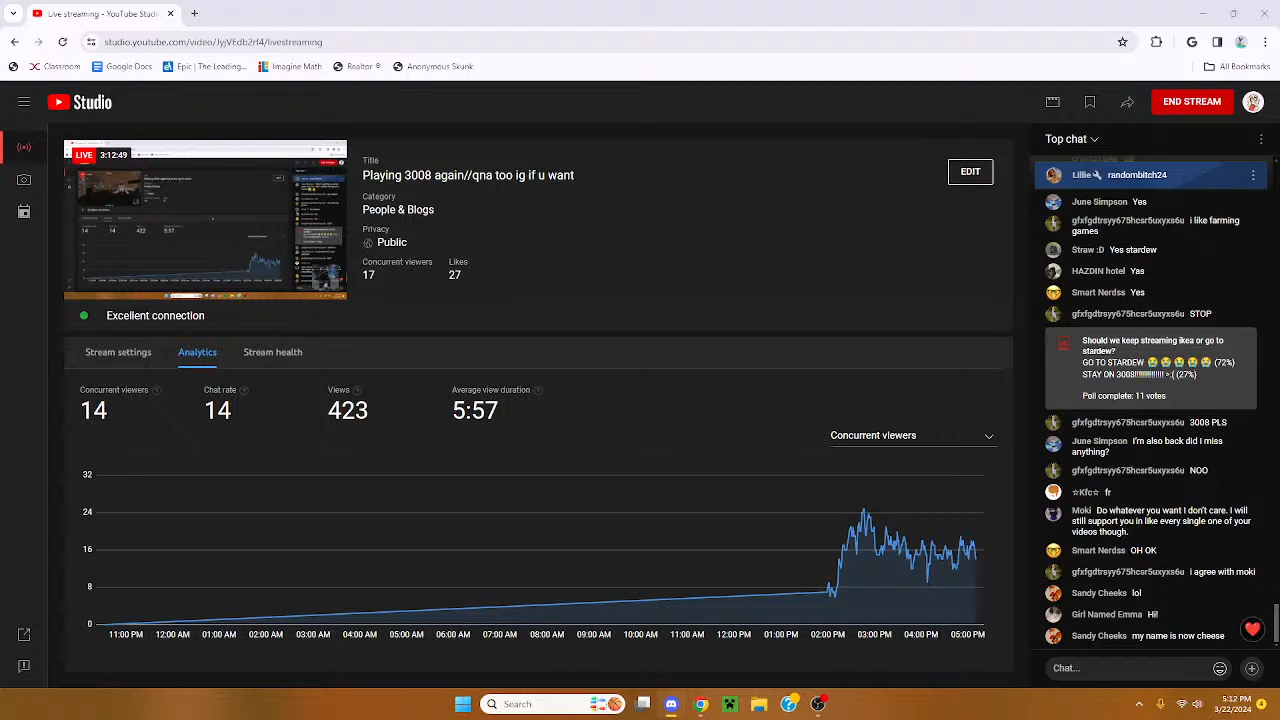 Live streaming - YouTube Studi
studio.youtube.com/video/lyjVEdb2rf4/livestreaming
Classroom
Google Docs
Epic | The Leading...
Imagine Math
Realtor ®
Anonymous Skunk
All Bookmarks
Studio
END STREAM
LIVE 3:12:49
Title
Playing 3008 again//qna too ig if u want
EDIT
Category
People & Blogs
Privacy
Public
Concurrent viewers Likes
17 27
Excellent connection
Stream settings Analytics Stream health
Concurrent viewers Chat rate Views Average view duration
14 14 423 5:57
Concurrent viewers
32
24
16
8
0
11:00 PM 12:00 AM 01:00 AM 02:00 AM 03:00 AM 04:00 AM 05:00 AM 06:00 AM 07:00 AM 08:00 AM 09:00 AM 10:00 AM 11:00 AM 12:00 PM 01:00 PM 02:00 PM 03:00 PM 04:00 PM 05:00 PM
Top chat
Lillie randombitch01
June Simpson Yes
gfxfgdtrsyy675hcsr5uxyxs6u i like farming
games
Straw :D Yes stardew
HAZDIN hotel Yes
Smart Nerdss Yes
gfxfgdtrsyy675hcsr5uxyxs6u STOP
Should we keep streaming ikea or go to
stardew?
GO TO STARDEW 😭😭😭😭😭 (72%)
STAY ON 3008!!!!!!!!!!!!!!! >:( (27%)
Poll complete: 11 votes
gfxfgdtrsyy675hcsr5uxyxs6u 3008 PLS
June Simpson I'm also back did I miss
anything?
gfxfgdtrsyy675hcsr5uxyxs6u NOO
☆Kfc☆ fr
Moki Do whatever you want I don't care. I will
still support you in like every single one of your
videos though.
Smart Nerdss OH OK
gfxfgdtrsyy675hcsr5uxyxs6u i agree with moki
Sandy Cheeks lol
Girl Named Emma Hi!
Sandy Cheeks my name is now cheese
Chat...
Search
5:12 PM
3/22/2024
4